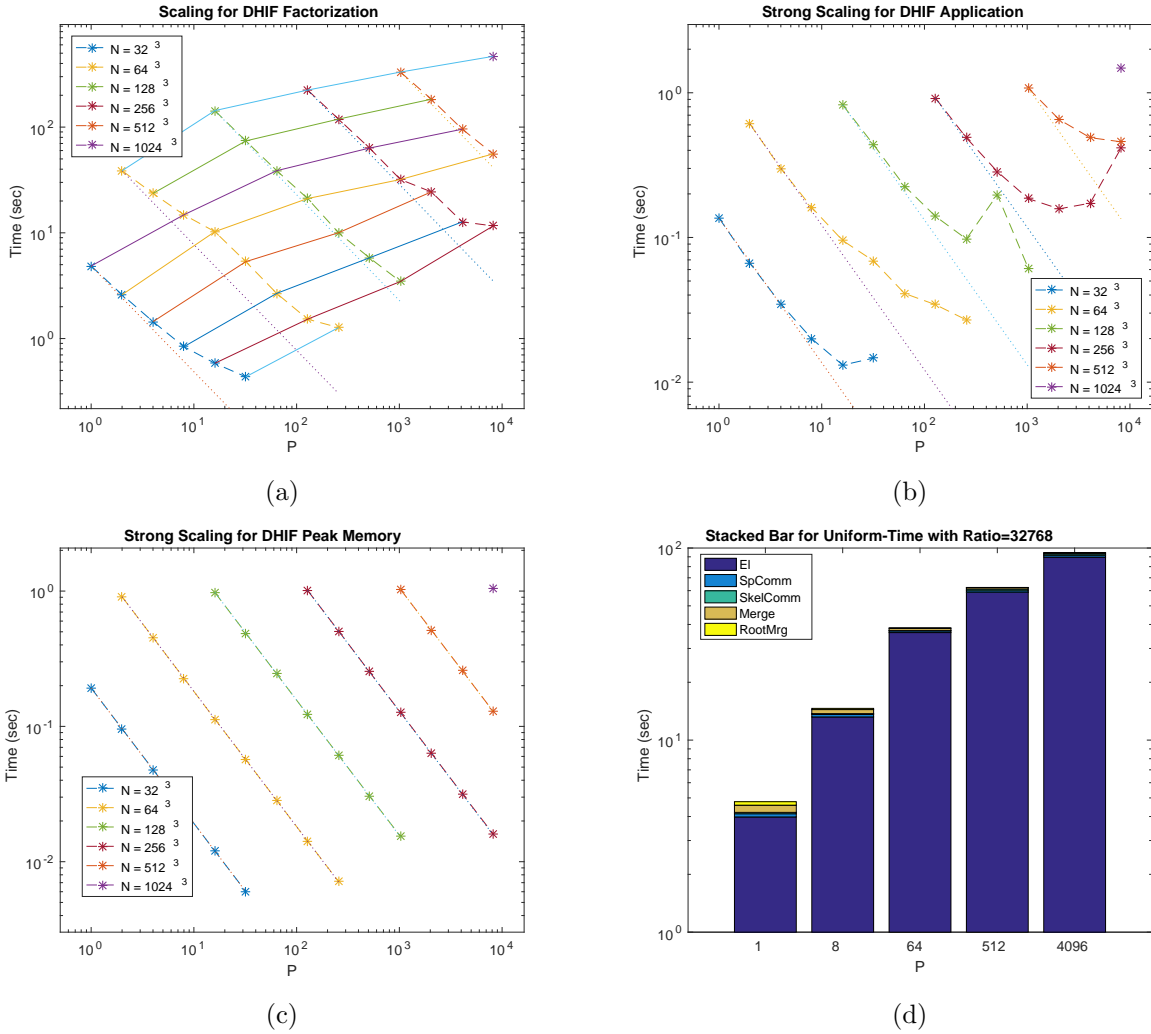 Scaling for DHIF Factorization
N = 32 3
N = 64 3
N = 128 3
N = 256 3
N = 512 3
N = 1024 3
10^2
10^1
10^0
Time (sec)
10^0 10^1 10^2 10^3 10^4
P
(a)
Strong Scaling for DHIF Application
10^0
10^-1
10^-2
Time (sec)
N = 32 3
N = 64 3
N = 128 3
N = 256 3
N = 512 3
N = 1024 3
10^0 10^1 10^2 10^3 10^4
P
(b)
Strong Scaling for DHIF Peak Memory
10^0
10^-1
10^-2
Time (sec)
N = 32 3
N = 64 3
N = 128 3
N = 256 3
N = 512 3
N = 1024 3
10^0 10^1 10^2 10^3 10^4
P
(c)
Stacked Bar for Uniform-Time with Ratio=32768
10^2
10^1
10^0
Time (sec)
EI
SpComm
SkelComm
Merge
RootMrg
1 8 64 512 4096
P
(d)